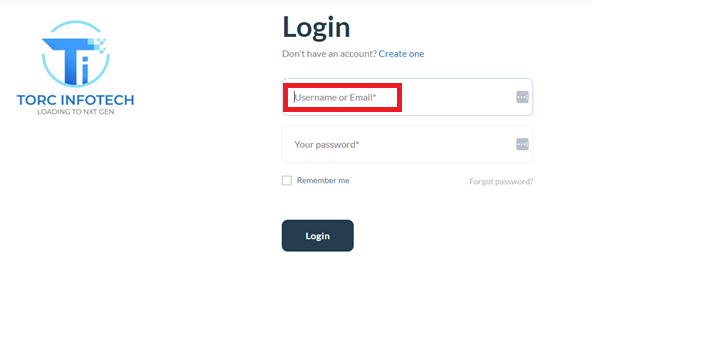 Login
Don't have an account? Create one
Ti
TORC INFOTECH
LOADING TO NXT GEN
Username or Email*
Your password*
Remember me
Forgot password?
Login